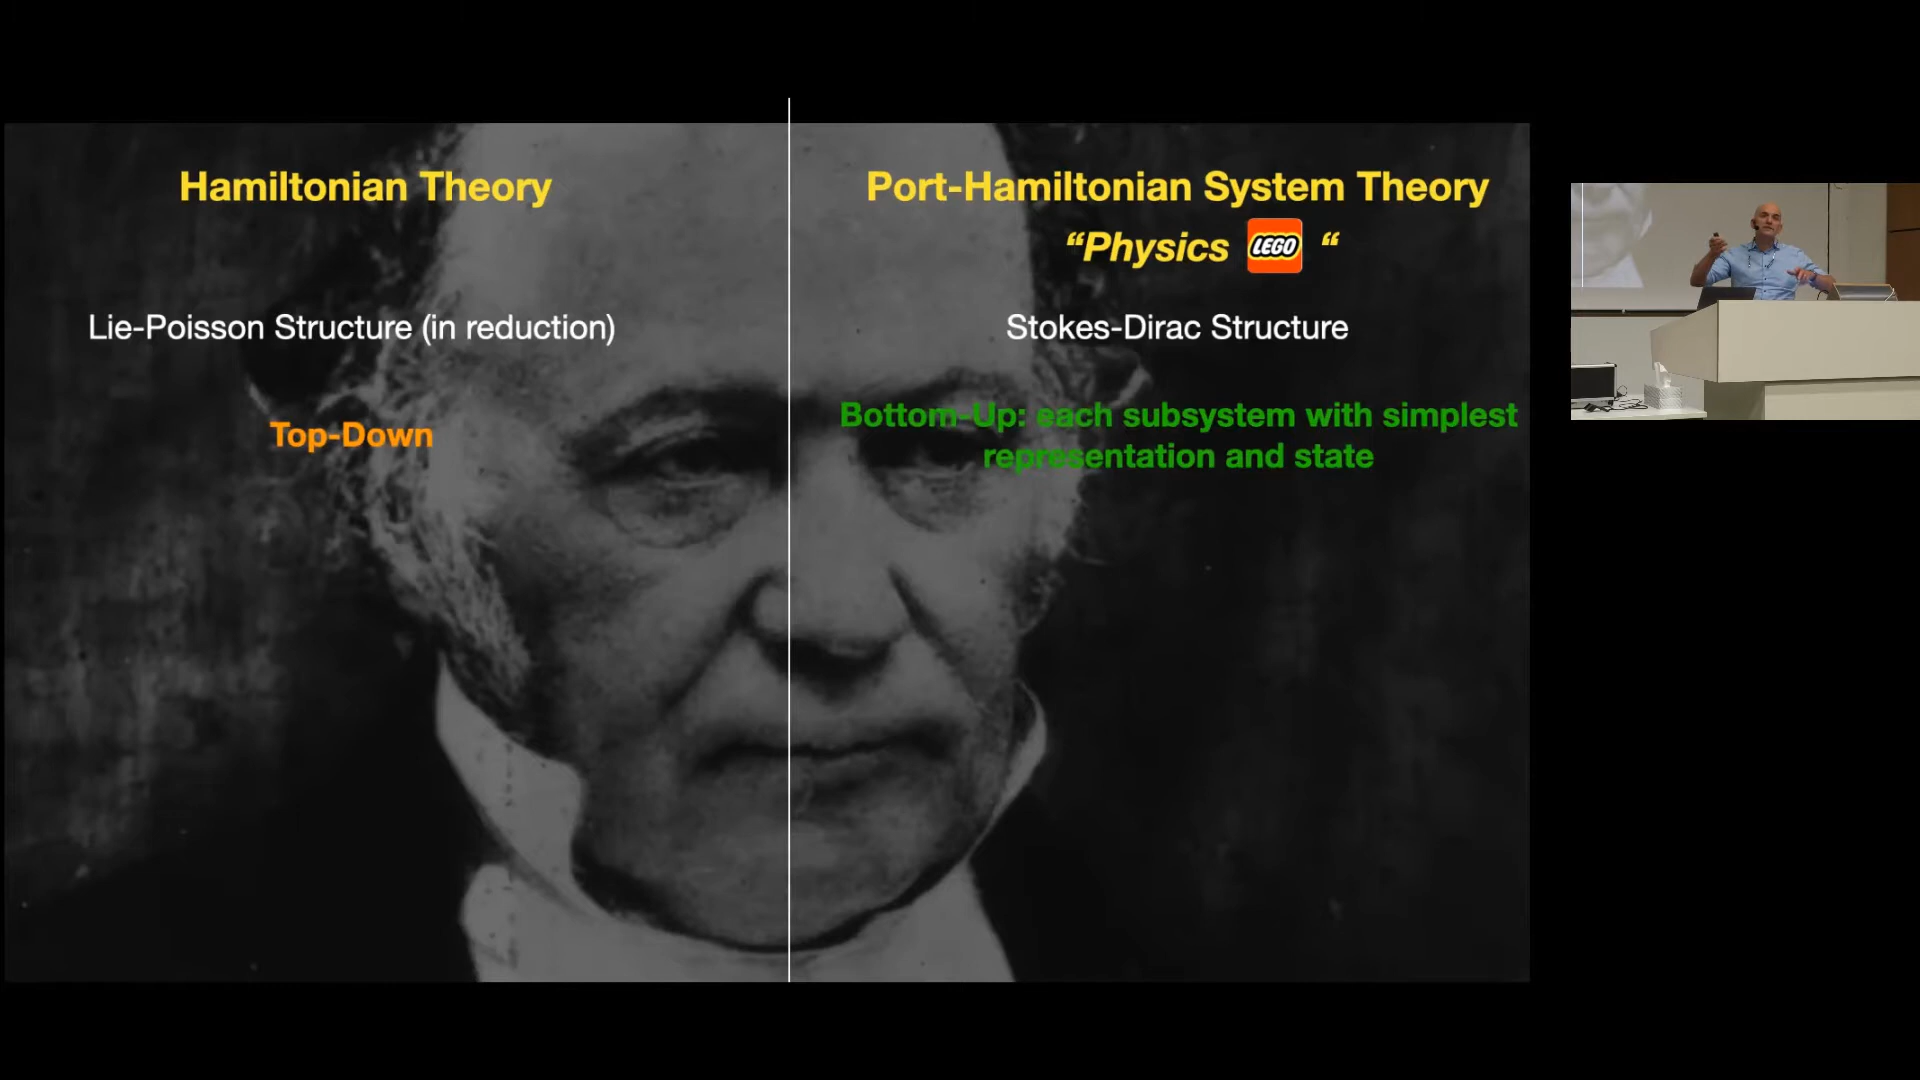 Hamiltonian Theory
Lie-Poisson Structure (in reduction)
Top-Down
Port-Hamiltonian System Theory
“Physics LEGO “
Stokes-Dirac Structure
Bottom-Up: each subsystem with simplest
representation and state